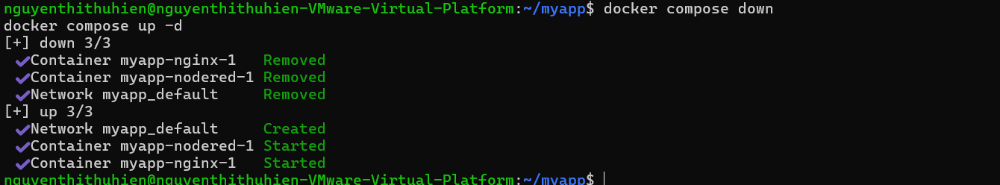 nguyenthithuhien@nguyenthithuhien-VMware-Virtual-Platform:~/myapp$ docker compose down
docker compose up -d
[+] down 3/3
✔Container myapp-nginx-1 Removed
✔Container myapp-nodered-1 Removed
✔Network myapp_default Removed
[+] up 3/3
✔Network myapp_default Created
✔Container myapp-nodered-1 Started
✔Container myapp-nginx-1 Started
nguyenthithuhien@nguyenthithuhien-VMware-Virtual-Platform:~/myapp$